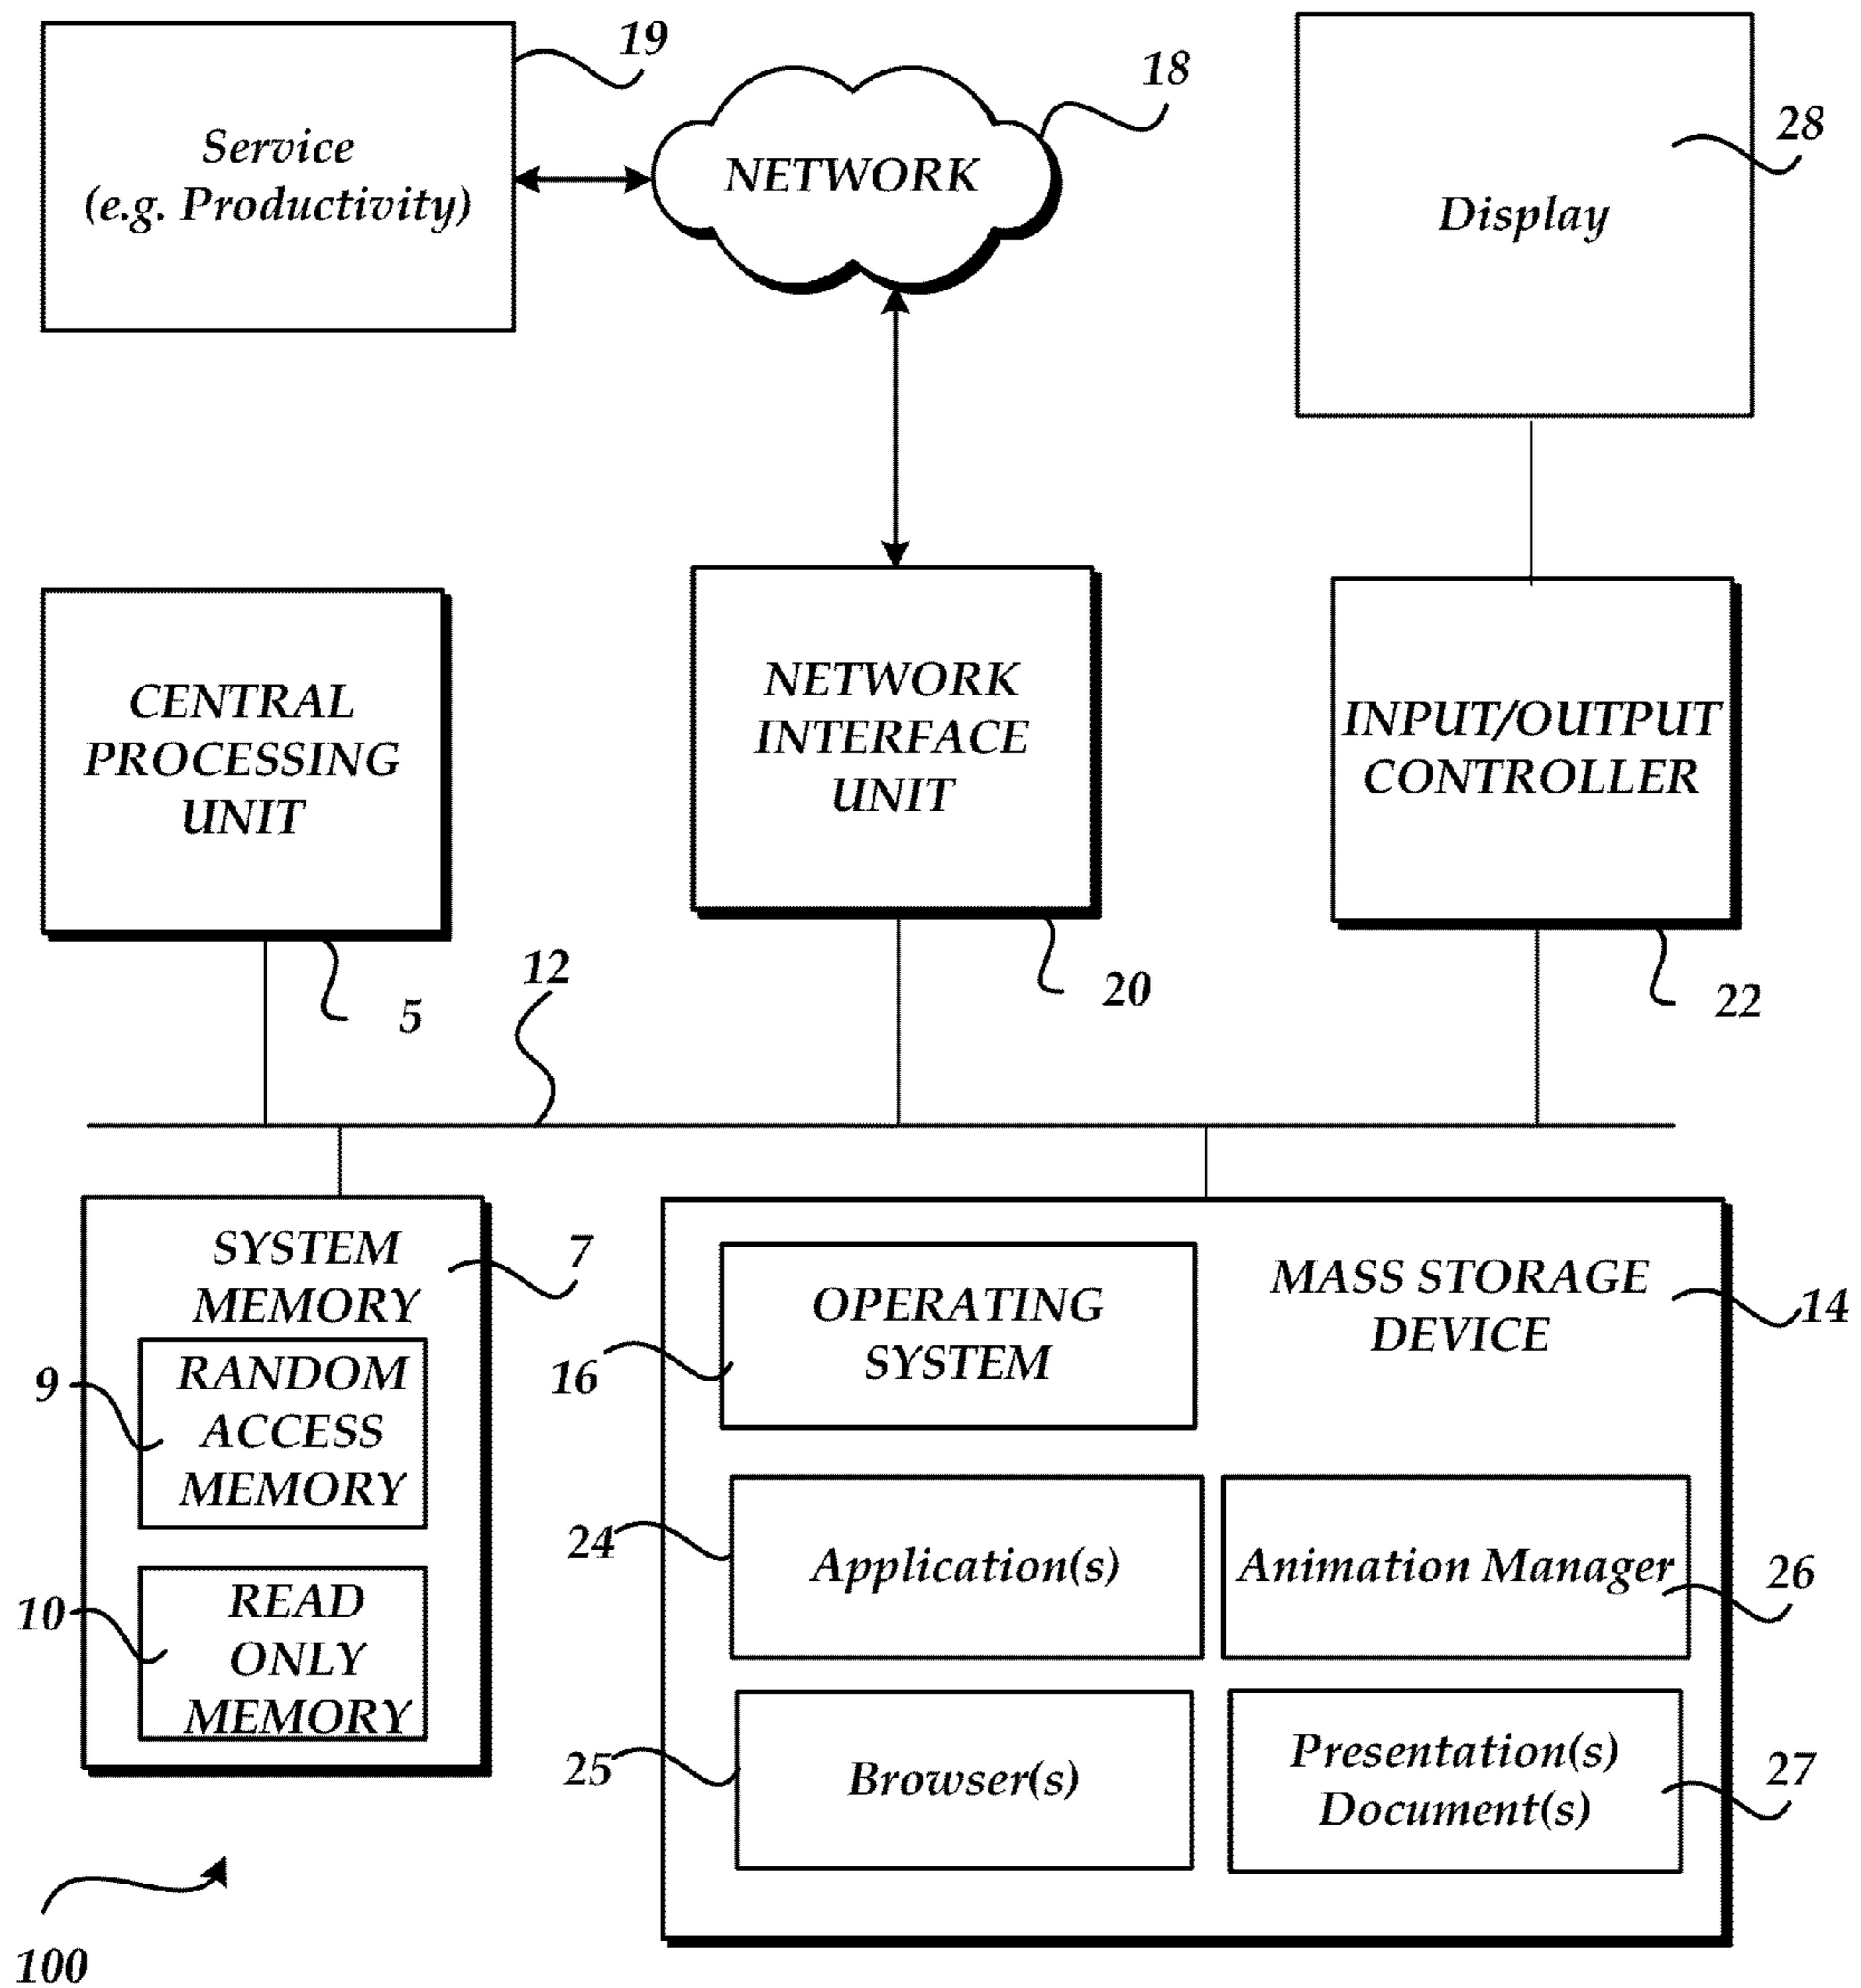 19
Service
(e.g. Productivity)
18
NETWORK
28
Display
CENTRAL
PROCESSING
UNIT
5
NETWORK
INTERFACE
UNIT
20
INPUT/OUTPUT
CONTROLLER
22
12
SYSTEM
MEMORY
7
RANDOM
ACCESS
MEMORY
9
READ
ONLY
MEMORY
10
MASS STORAGE
DEVICE
14
OPERATING
SYSTEM
16
24
Application(s)
Animation Manager
26
25
Browser(s)
Presentation(s)
Document(s)
27
100